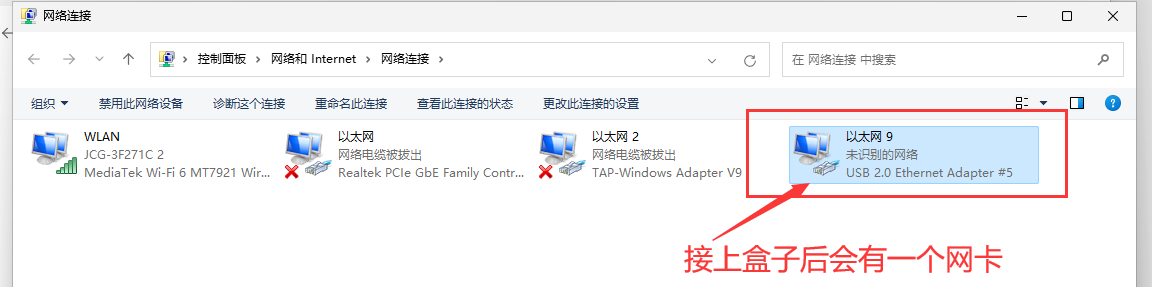 网络连接
控制面板 > 网络和 Internet > 网络连接 >
在 网络连接 中搜索
组织 禁用此网络设备 诊断这个连接 重命名此连接 查看此连接的状态 更改此连接的设置
WLAN
JCG-3F271C 2
MediaTek Wi-Fi 6 MT7921 Wir...
以太网
网络电缆被拔出
Realtek PCIe GbE Family Contr...
以太网 2
网络电缆被拔出
TAP-Windows Adapter V9
以太网 9
未识别的网络
USB 2.0 Ethernet Adapter #5
接上盒子后会有一个网卡